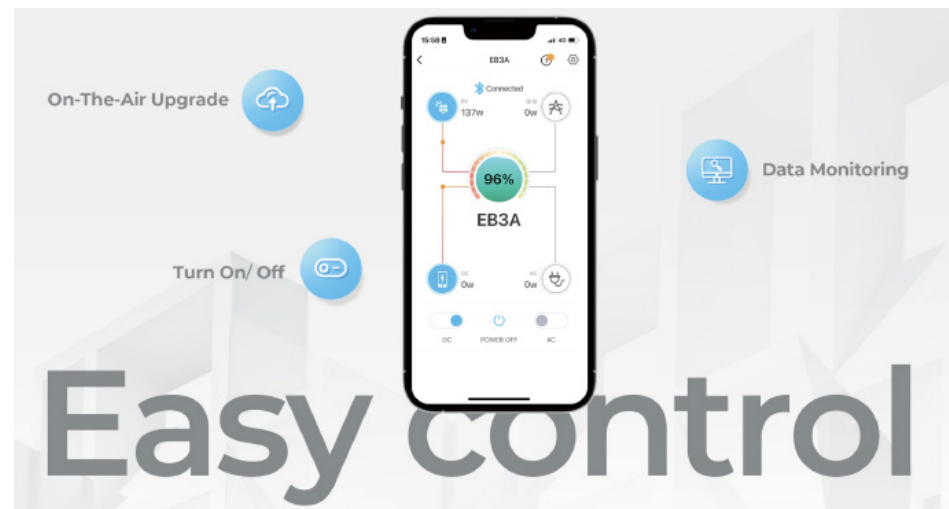 15:58
4G
EB3A
On-The-Air Upgrade
Connected
PV
137w
Grid
0w
Data Monitoring
96%
EB3A
Turn On/ Off
DC
0w
AC
0w
DC
POWER OFF
AC
Easy control